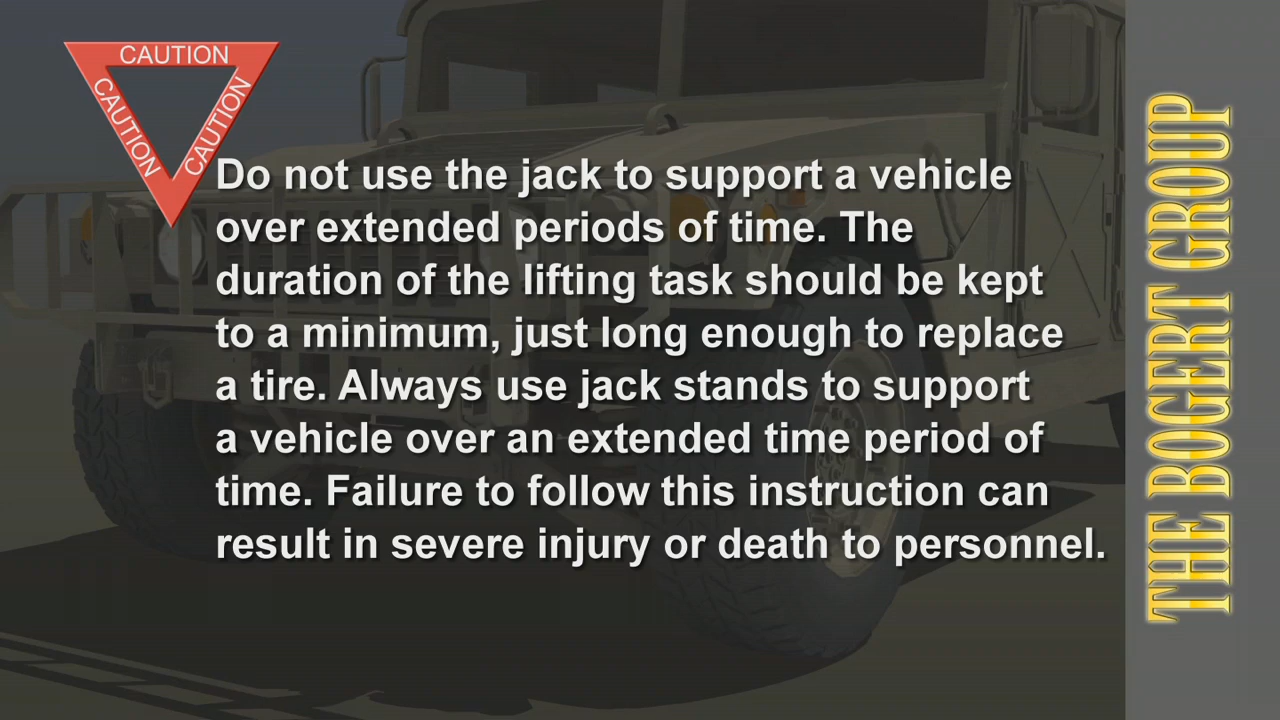 CAUTION
CAUTION
CAUTION
Do not use the jack to support a vehicle
over extended periods of time. The
duration of the lifting task should be kept
to a minimum, just long enough to replace
a tire. Always use jack stands to support
a vehicle over an extended time period of
time. Failure to follow this instruction can
result in severe injury or death to personnel.
THE BOGERT GROUP